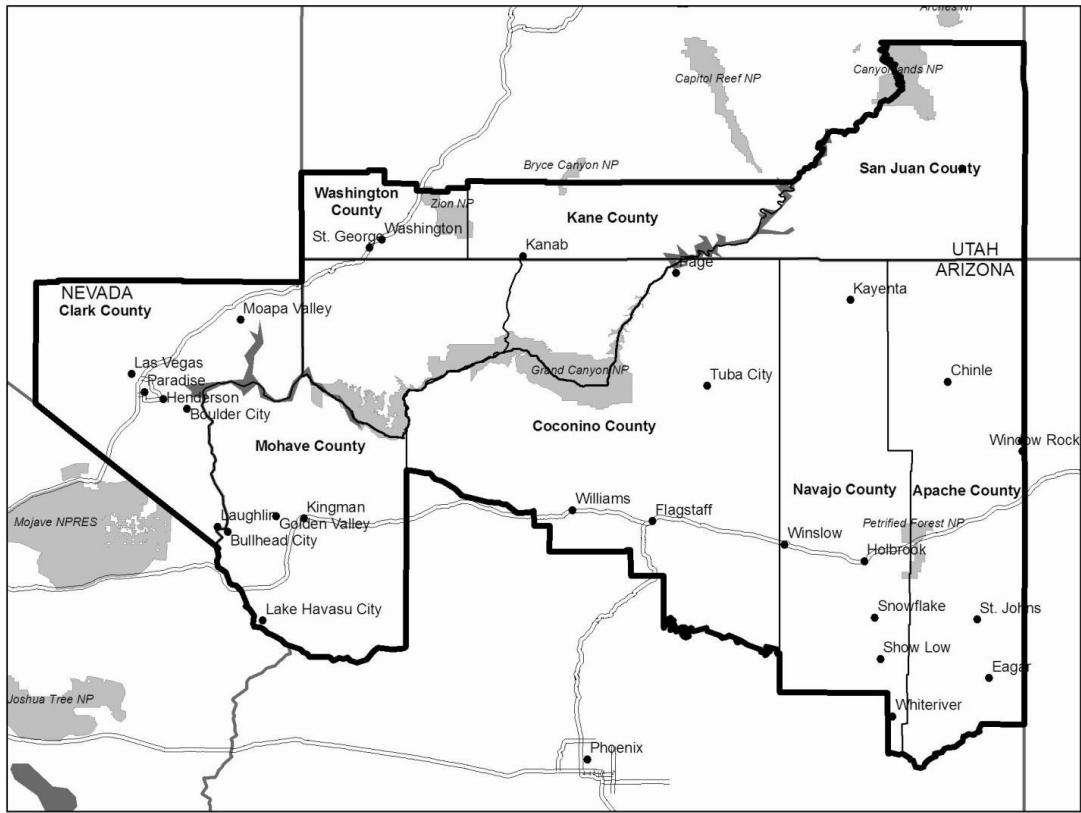 Arches NP
Canyonlands NP
Capitol Reef NP
Bryce Canyon NP
San Juan County
Washington
County
Zion NP
Kane County
St. George
Washington
Kanab
UTAH
ARIZONA
Page
NEVADA
Clark County
Kayenta
Moapa Valley
Las Vegas
Paradise
Henderson
Boulder City
Grand Canyon NP
Tuba City
Chinle
Mohave County
Coconino County
Window Rock
Navajo County
Apache County
Mojave NPRES
Laughlin
Kingman
Golden Valley
Bullhead City
Williams
Flagstaff
Petrified Forest NP
Winslow
Holbrook
Lake Havasu City
Snowflake
St. Johns
Show Low
Eagar
Joshua Tree NP
Whiteriver
Phoenix